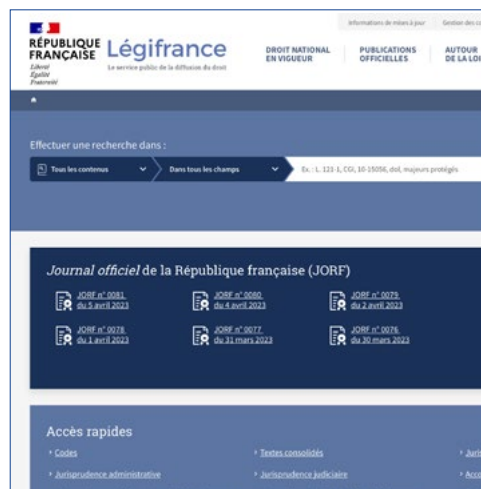 Informations de mises à jour
Gestion des co
RÉPUBLIQUE
FRANÇAISE
Liberté
Égalité
Fraternité
Légifrance
Le service public de la diffusion du droit
DROIT NATIONAL
EN VIGUEUR
PUBLICATIONS
OFFICIELLES
AUTOUR
DE LA LOI
Effectuer une recherche dans :
Tous les contenus
Dans tous les champs
Ex. : L. 121-1, CGI, 10-15056, dol, majeurs protégés
Journal officiel de la République française (JORF)
JORF n° 0081
du 5 avril 2023
JORF n° 0080
du 4 avril 2023
JORF n° 0079
du 2 avril 2023
JORF n° 0078
du 1 avril 2023
JORF n° 0077
du 31 mars 2023
JORF n° 0076
du 30 mars 2023
Accès rapides
Codes
Textes consolidés
Juri
Jurisprudence administrative
Jurisprudence judiciaire
Acco